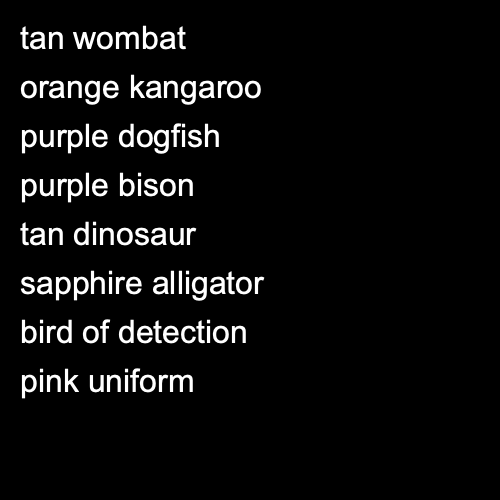 tan wombat
orange kangaroo
purple dogfish
purple bison
tan dinosaur
sapphire alligator
bird of detection
pink uniform